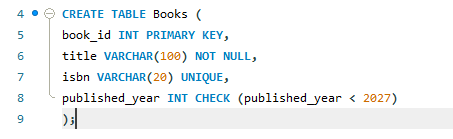 4 CREATE TABLE Books (
5 book_id INT PRIMARY KEY,
6 title VARCHAR(100) NOT NULL,
7 isbn VARCHAR(20) UNIQUE,
8 published_year INT CHECK (published_year < 2027)
9 );